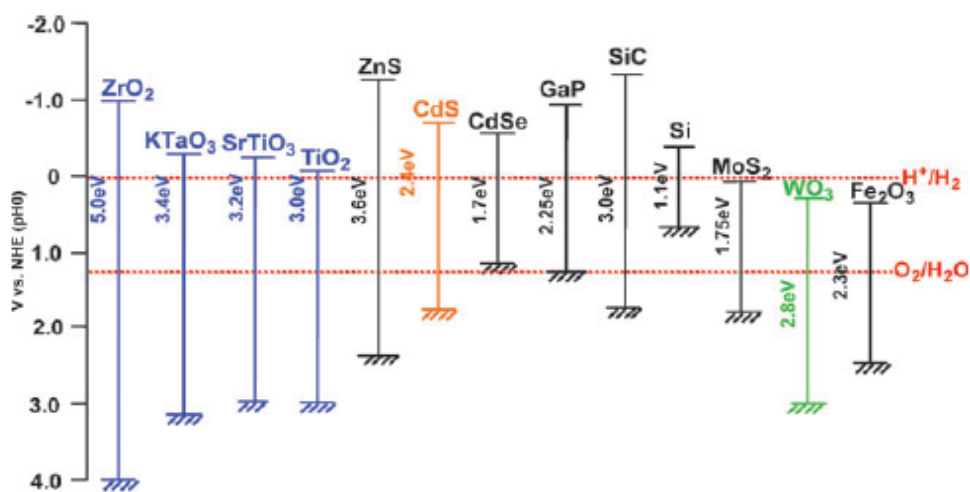 -2.0
-1.0
0
1.0
2.0
3.0
4.0
V vs. NHE (pH0)
ZrO₂
5.0eV
KTaO₃
3.4eV
SrTiO₃
3.2eV
TiO₂
3.0eV
ZnS
3.6eV
CdS
2.4eV
CdSe
1.7eV
GaP
2.25eV
SiC
3.0eV
Si
1.1eV
MoS₂
1.75eV
WO₃
2.8eV
Fe₂O₃
2.3eV
H⁺/H₂
O₂/H₂O